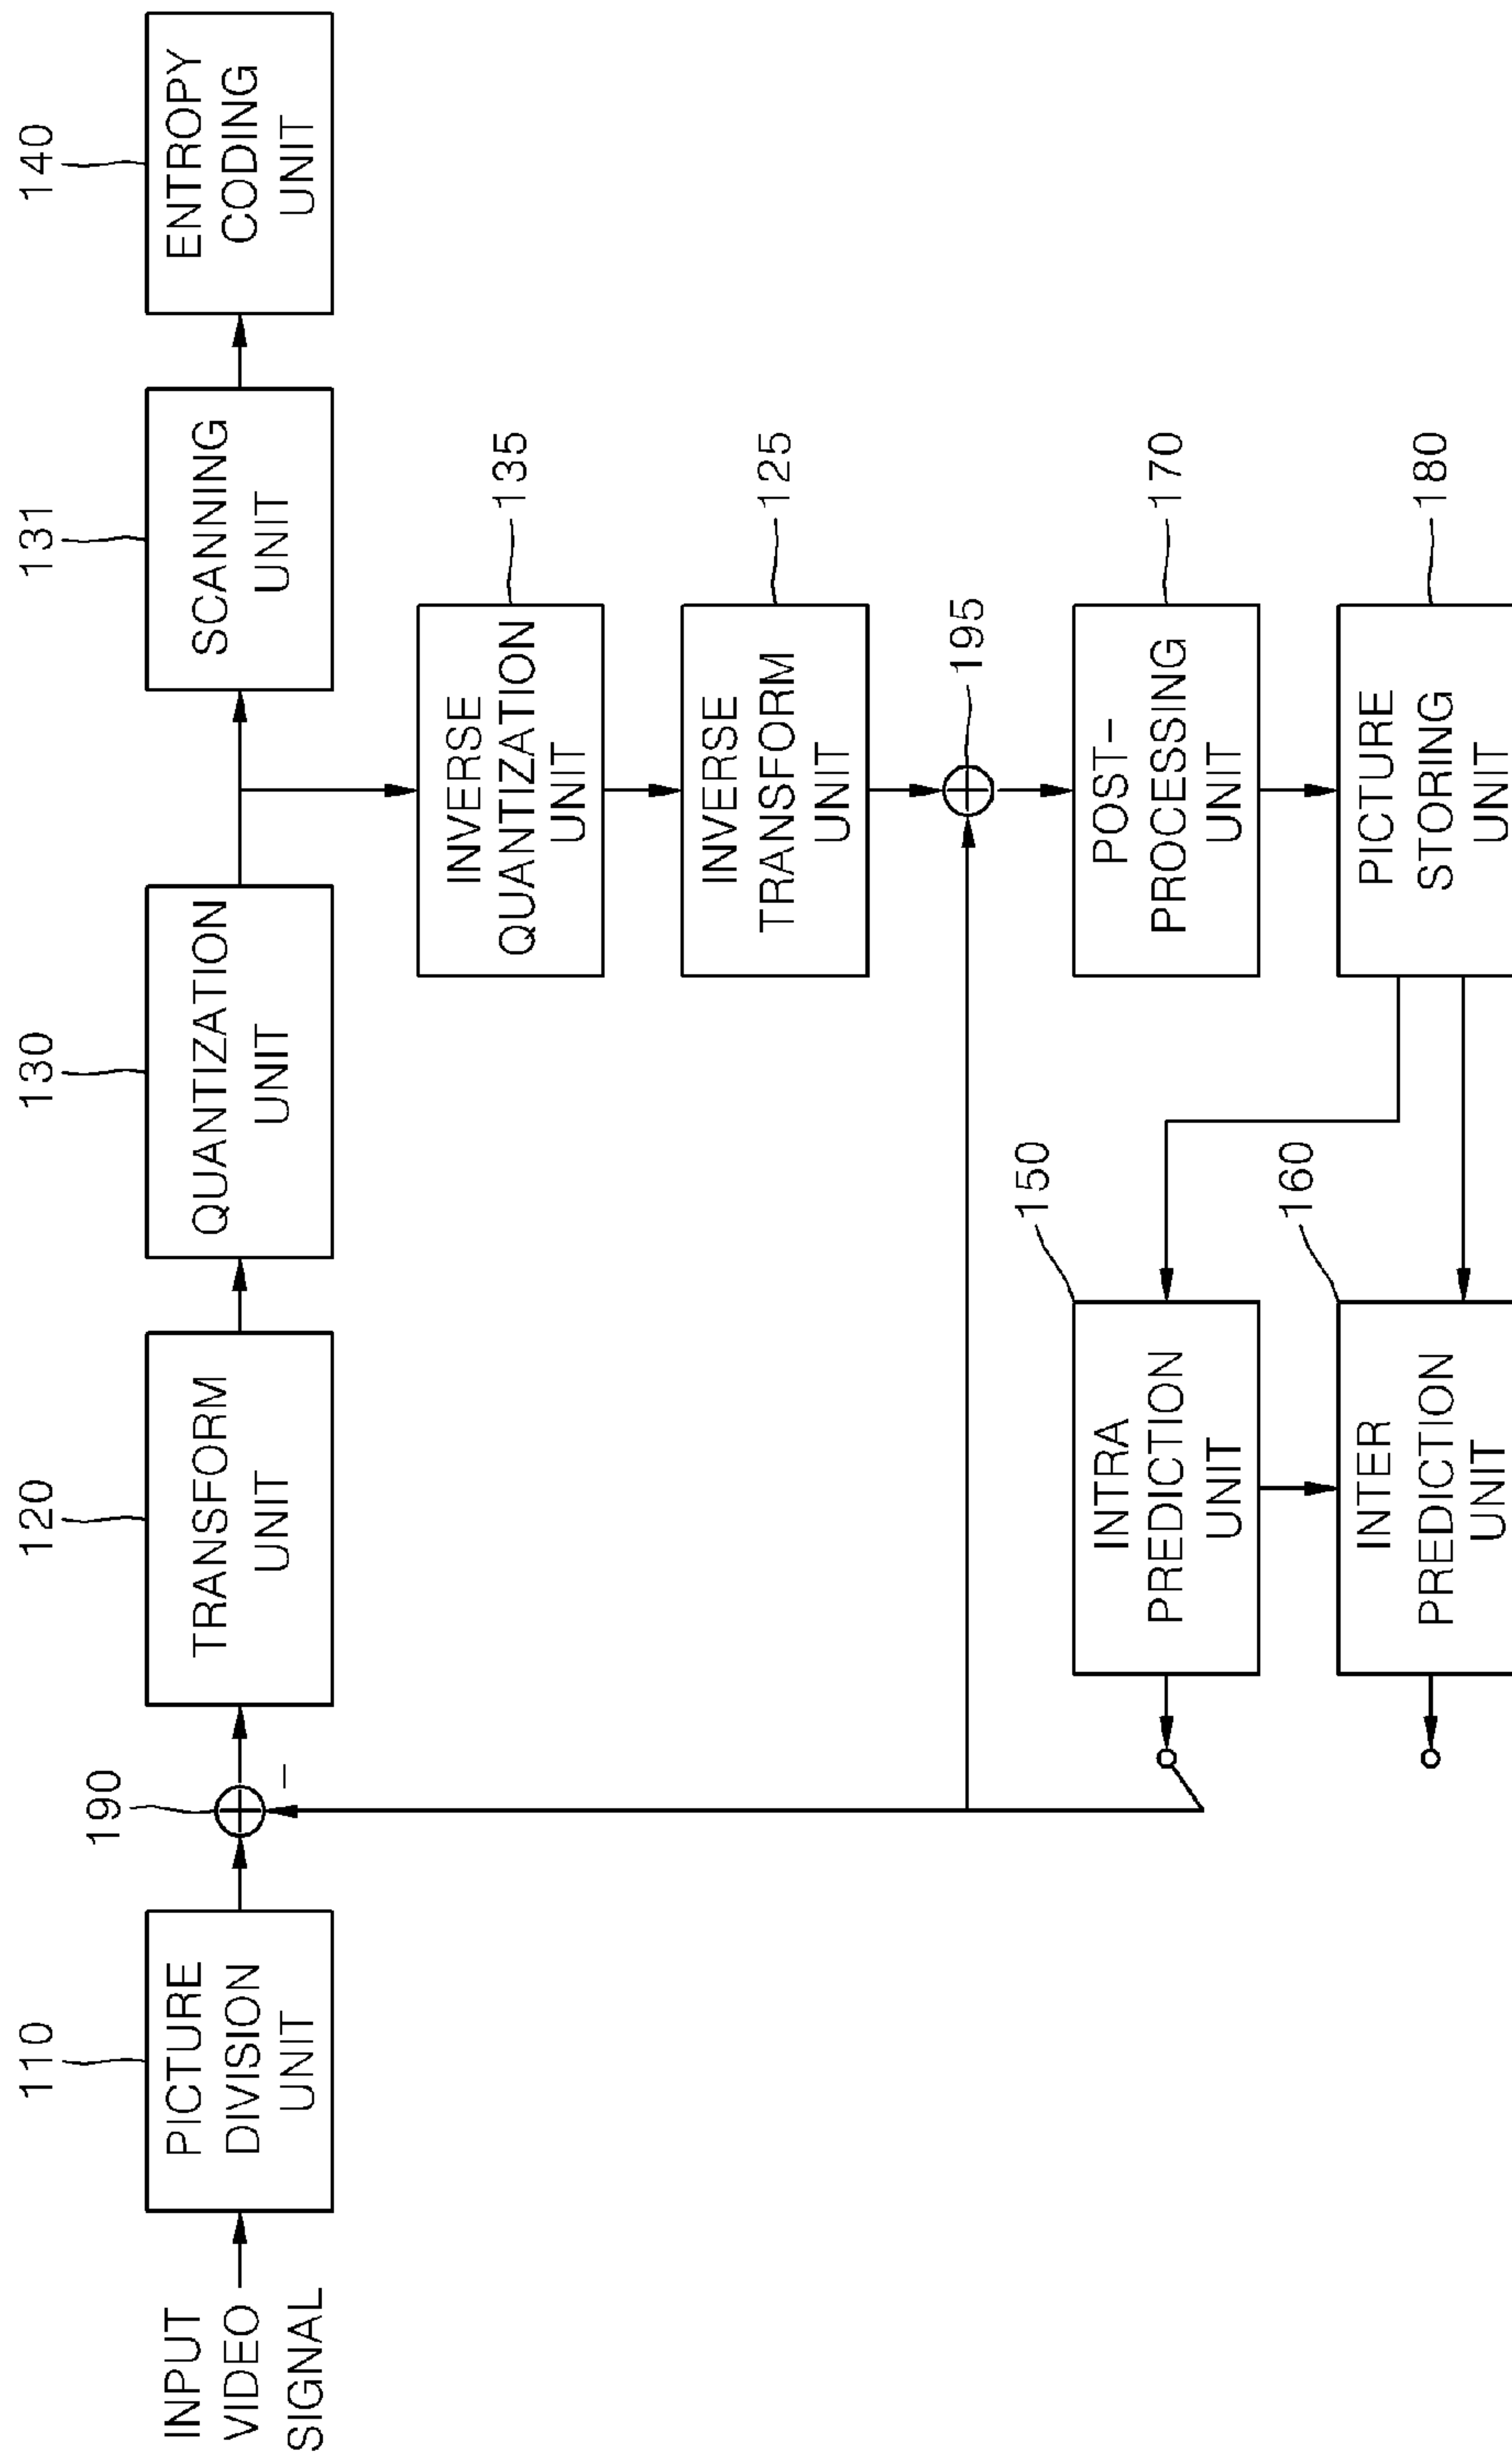 110
PICTURE
DIVISION
UNIT
INPUT
VIDEO
SIGNAL
190
−
120
TRANSFORM
UNIT
130
QUANTIZATION
UNIT
131
SCANNING
UNIT
140
ENTROPY
CODING
UNIT
INVERSE
QUANTIZATION
UNIT
135
INVERSE
TRANSFORM
UNIT
125
195
150
INTRA
PREDICTION
UNIT
POST-
PROCESSING
UNIT
170
160
INTER
PREDICTION
UNIT
PICTURE
STORING
UNIT
180